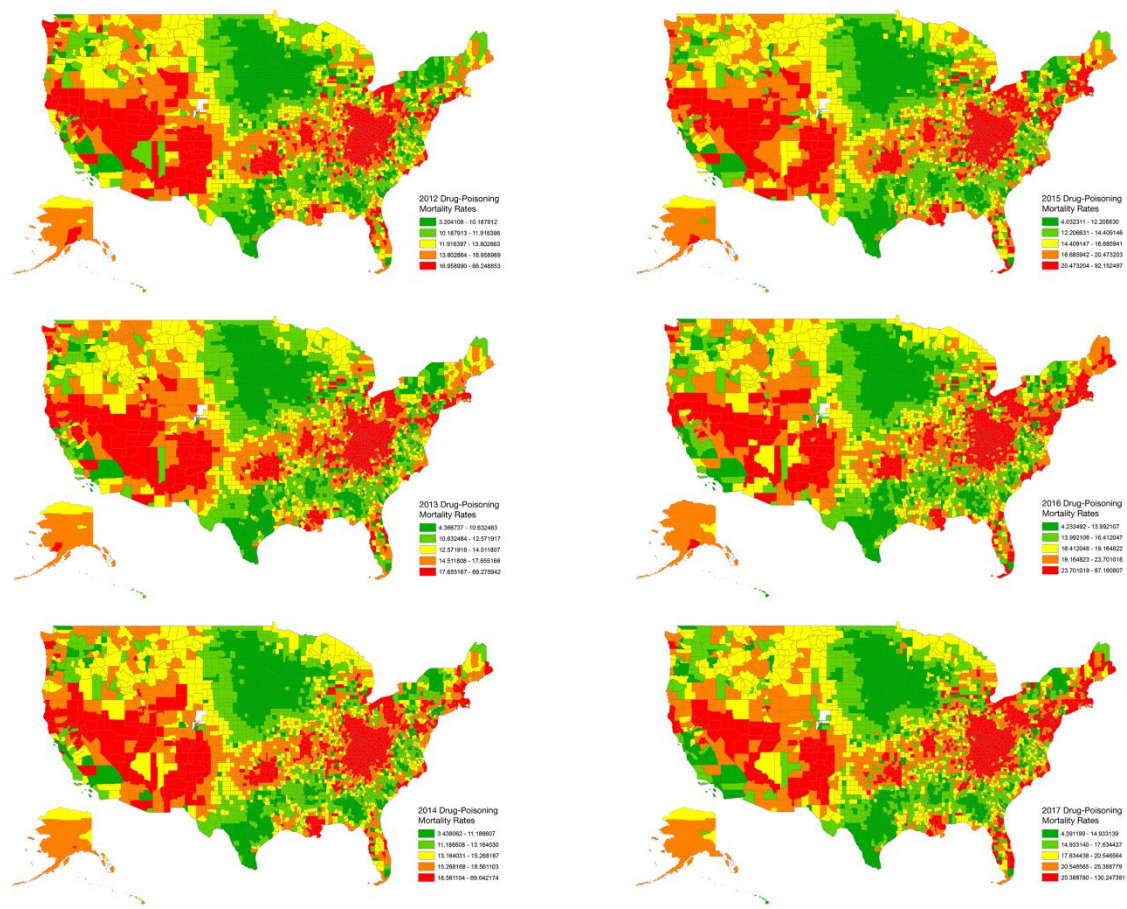 2012 Drug-Poisoning
Mortality Rates
3.204108 - 10.187912
10.187913 - 11.916396
11.916397 - 13.802863
13.802864 - 16.958989
16.958990 - 66.248853
2015 Drug-Poisoning
Mortality Rates
4.032311 - 12.206630
12.206631 - 14.409146
14.409147 - 16.685941
16.685942 - 20.473203
20.473204 - 92.152497
2013 Drug-Poisoning
Mortality Rates
4.366737 - 10.632483
10.632484 - 12.571917
12.571918 - 14.511807
14.511808 - 17.655166
17.655167 - 69.275942
2016 Drug-Poisoning
Mortality Rates
4.233492 - 13.992107
13.992108 - 16.412047
16.412048 - 19.164822
19.164823 - 23.701018
23.701019 - 87.160807
2014 Drug-Poisoning
Mortality Rates
3.438062 - 11.186607
11.186608 - 13.164030
13.164031 - 15.268167
15.268168 - 18.561103
18.561104 - 69.042174
2017 Drug-Poisoning
Mortality Rates
4.391199 - 14.933139
14.933140 - 17.634437
17.634438 - 20.546564
20.546565 - 25.388779
25.388780 - 130.247391